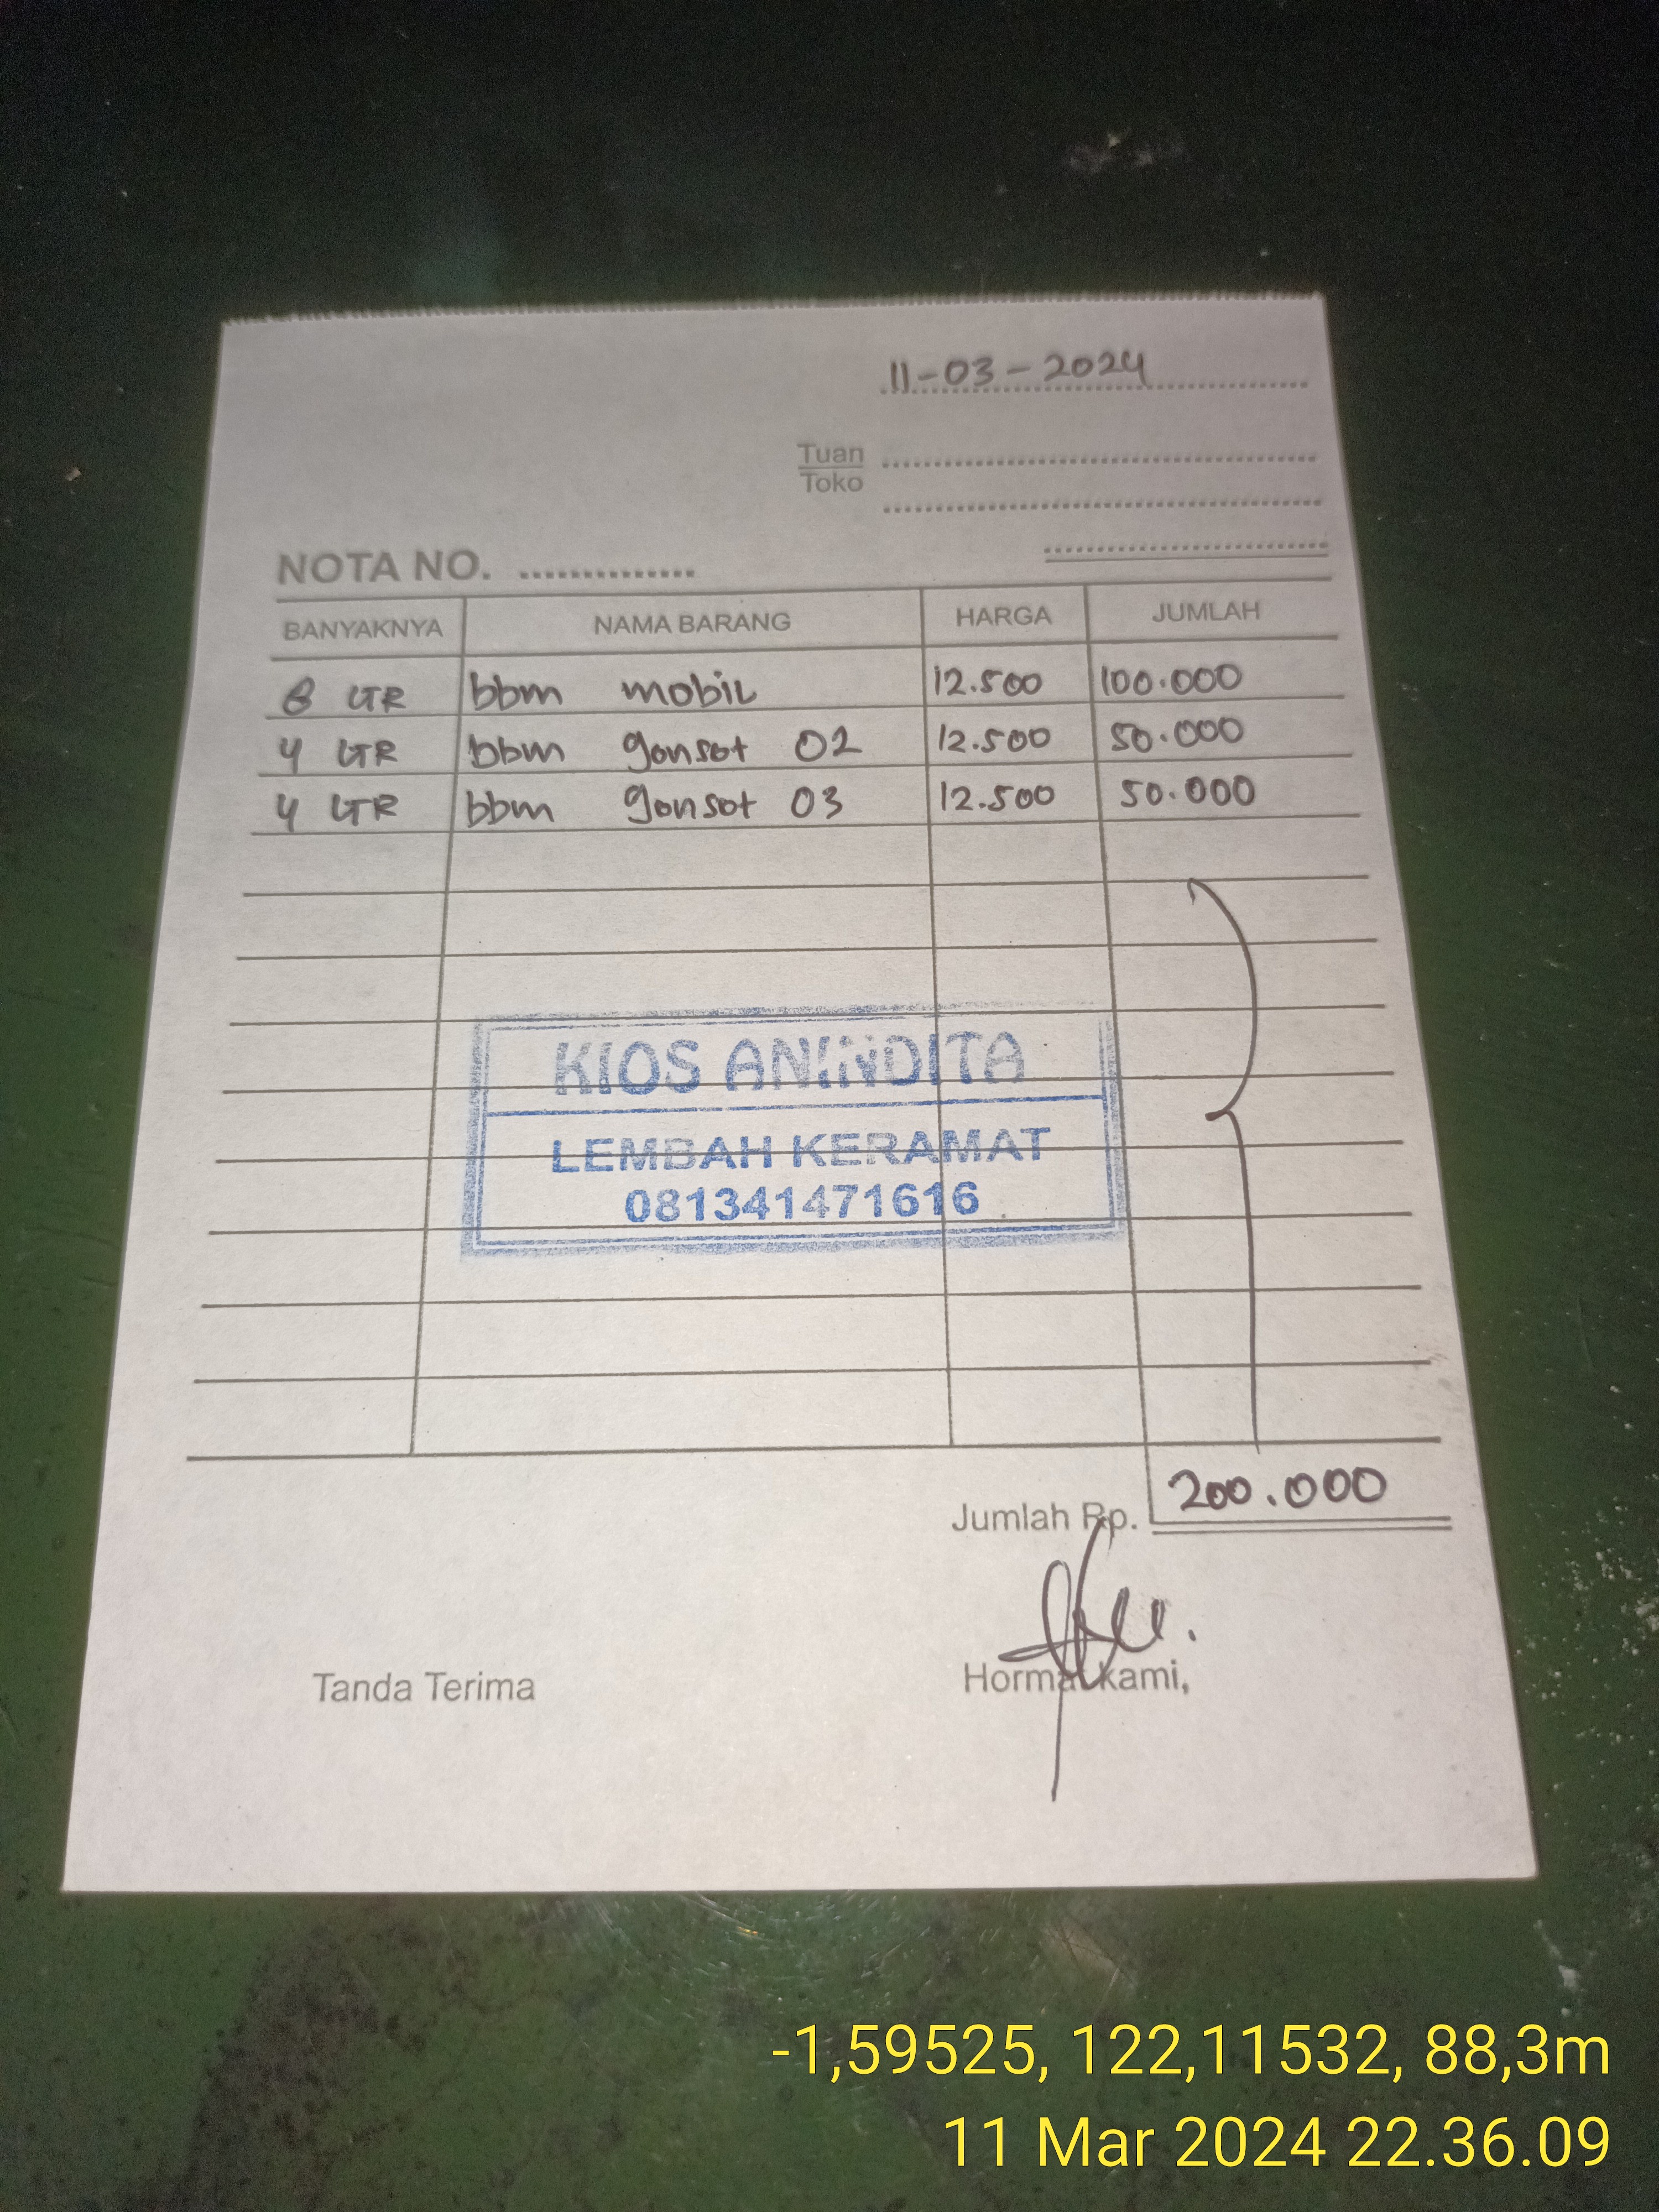 11-03-2024
Tuan
Toko
NOTA NO. ..............
BANYAKNYA NAMA BARANG HARGA JUMLAH
8 LTR bbm mobil 12.500 100.000
4 LTR bbm gonsot 02 12.500 50.000
4 LTR bbm gonsot 03 12.500 50.000
KIOS ANINDITA
LEMBAH KERAMAT
081341471616
Jumlah Rp. 200.000
Tanda Terima Hormat kami,
-1,59525, 122,11532, 88,3m
11 Mar 2024 22.36.09